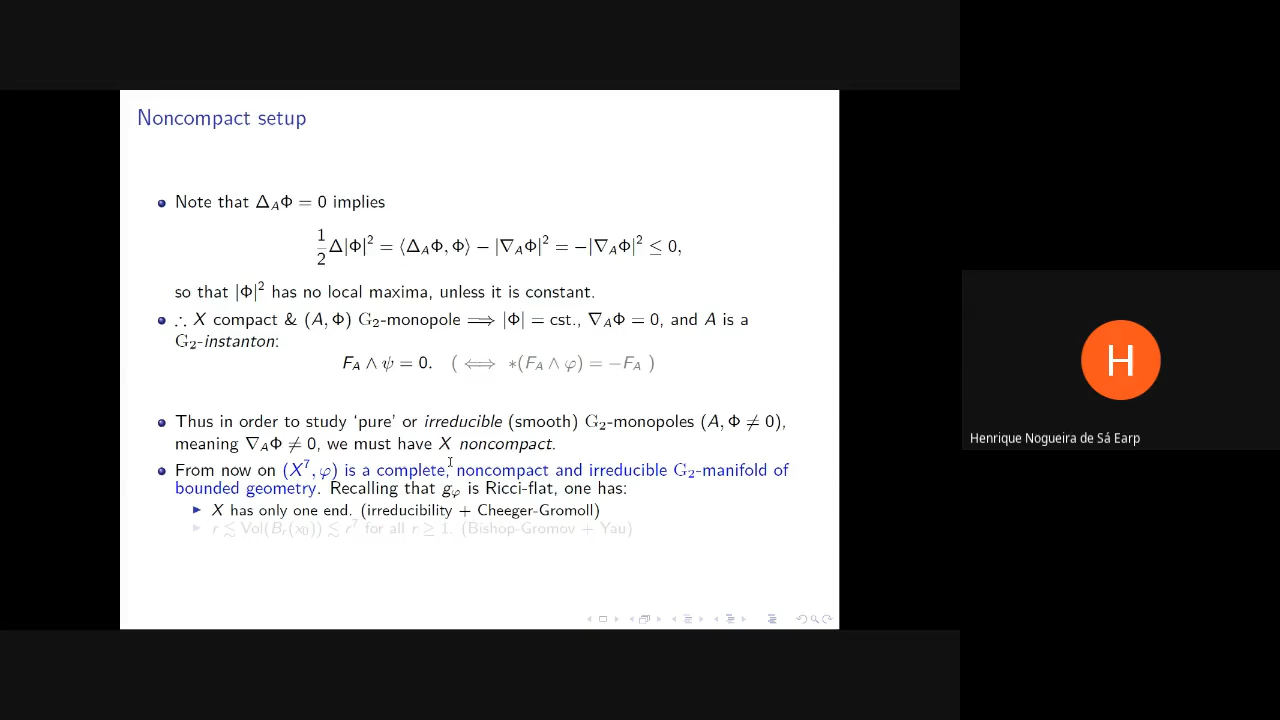 Noncompact setup
Note that Δ_AΦ = 0 implies
1/2 Δ|Φ|² = ⟨Δ_AΦ, Φ⟩ − |∇_AΦ|² = −|∇_AΦ|² ≤ 0,
so that |Φ|² has no local maxima, unless it is constant.
∴ X compact & (A, Φ) G₂-monopole ⟹ |Φ| = cst., ∇_AΦ = 0, and A is a
G₂-instanton:
F_A ∧ ψ = 0. ( ⟺ ∗(F_A ∧ φ) = −F_A )
Thus in order to study ‘pure’ or irreducible (smooth) G₂-monopoles (A, Φ ≠ 0),
meaning ∇_AΦ ≠ 0, we must have X noncompact.
From now on (X⁷, φ) is a complete, noncompact and irreducible G₂-manifold of
bounded geometry. Recalling that g_φ is Ricci-flat, one has:
X has only one end. (irreducibility + Cheeger-Gromoll)
r ≲ Vol(B_r(x₀)) ≲ r⁷ for all r ≥ 1. (Bishop-Gromov + Yau)
H
Henrique Nogueira de Sá Earp